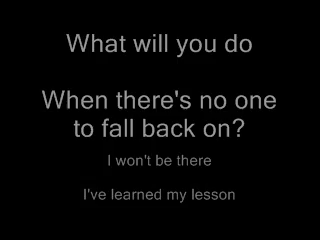 What will you do
When there's no one
to fall back on?
I won't be there
I've learned my lesson